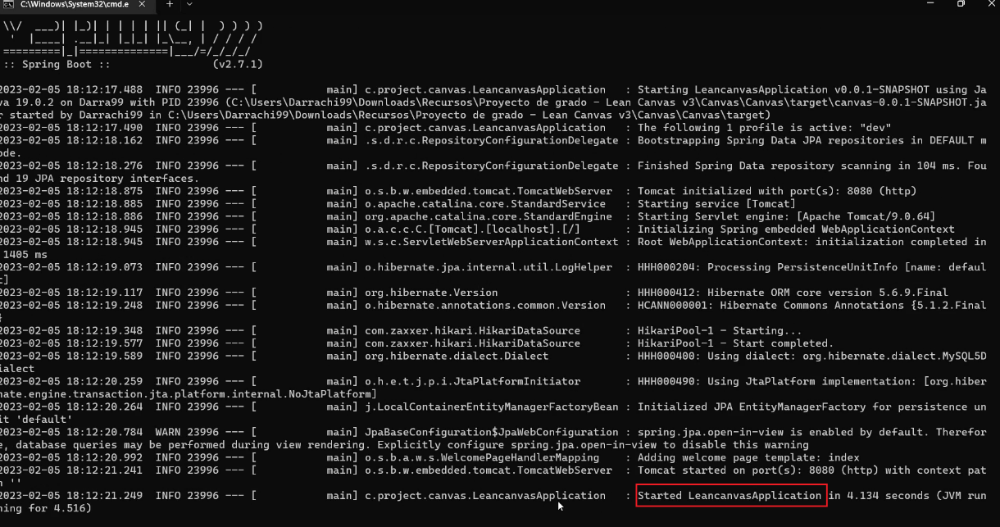 C:\Windows\System32\cmd.e
:: Spring Boot :: (v2.7.1)
2023-02-05 18:12:17.488 INFO 23996 --- [ main] c.project.canvas.LeancanvasApplication : Starting LeancanvasApplication v0.0.1-SNAPSHOT using Ja
va 19.0.2 on Darra99 with PID 23996 (C:\Users\Darrachi99\Downloads\Recursos\Proyecto de grado - Lean Canvas v3\Canvas\Canvas\target\canvas-0.0.1-SNAPSHOT.ja
r started by Darrachi99 in C:\Users\Darrachi99\Downloads\Recursos\Proyecto de grado - Lean Canvas v3\Canvas\Canvas\target)
2023-02-05 18:12:17.490 INFO 23996 --- [ main] c.project.canvas.LeancanvasApplication : The following 1 profile is active: "dev"
2023-02-05 18:12:18.162 INFO 23996 --- [ main] .s.d.r.c.RepositoryConfigurationDelegate : Bootstrapping Spring Data JPA repositories in DEFAULT m
ode.
2023-02-05 18:12:18.276 INFO 23996 --- [ main] .s.d.r.c.RepositoryConfigurationDelegate : Finished Spring Data repository scanning in 104 ms. Fou
nd 19 JPA repository interfaces.
2023-02-05 18:12:18.875 INFO 23996 --- [ main] o.s.b.w.embedded.tomcat.TomcatWebServer : Tomcat initialized with port(s): 8080 (http)
2023-02-05 18:12:18.885 INFO 23996 --- [ main] o.apache.catalina.core.StandardService : Starting service [Tomcat]
2023-02-05 18:12:18.886 INFO 23996 --- [ main] org.apache.catalina.core.StandardEngine : Starting Servlet engine: [Apache Tomcat/9.0.64]
2023-02-05 18:12:18.945 INFO 23996 --- [ main] o.a.c.c.C.[Tomcat].[localhost].[/] : Initializing Spring embedded WebApplicationContext
2023-02-05 18:12:18.945 INFO 23996 --- [ main] w.s.c.ServletWebServerApplicationContext : Root WebApplicationContext: initialization completed in
1405 ms
2023-02-05 18:12:19.073 INFO 23996 --- [ main] o.hibernate.jpa.internal.util.LogHelper : HHH000204: Processing PersistenceUnitInfo [name: defaul
t]
2023-02-05 18:12:19.117 INFO 23996 --- [ main] org.hibernate.Version : HHH000412: Hibernate ORM core version 5.6.9.Final
2023-02-05 18:12:19.248 INFO 23996 --- [ main] o.hibernate.annotations.common.Version : HCANN000001: Hibernate Commons Annotations {5.1.2.Final
}
2023-02-05 18:12:19.348 INFO 23996 --- [ main] com.zaxxer.hikari.HikariDataSource : HikariPool-1 - Starting...
2023-02-05 18:12:19.577 INFO 23996 --- [ main] com.zaxxer.hikari.HikariDataSource : HikariPool-1 - Start completed.
2023-02-05 18:12:19.589 INFO 23996 --- [ main] org.hibernate.dialect.Dialect : HHH000400: Using dialect: org.hibernate.dialect.MySQL5D
ialect
2023-02-05 18:12:20.259 INFO 23996 --- [ main] o.h.e.t.j.p.i.JtaPlatformInitiator : HHH000490: Using JtaPlatform implementation: [org.hiber
nate.engine.transaction.jta.platform.internal.NoJtaPlatform]
2023-02-05 18:12:20.264 INFO 23996 --- [ main] j.LocalContainerEntityManagerFactoryBean : Initialized JPA EntityManagerFactory for persistence un
it 'default'
2023-02-05 18:12:20.784 WARN 23996 --- [ main] JpaBaseConfiguration$JpaWebConfiguration : spring.jpa.open-in-view is enabled by default. Therefor
e, database queries may be performed during view rendering. Explicitly configure spring.jpa.open-in-view to disable this warning
2023-02-05 18:12:20.992 INFO 23996 --- [ main] o.s.b.a.w.s.WelcomePageHandlerMapping : Adding welcome page template: index
2023-02-05 18:12:21.241 INFO 23996 --- [ main] o.s.b.w.embedded.tomcat.TomcatWebServer : Tomcat started on port(s): 8080 (http) with context pat
h ''
2023-02-05 18:12:21.249 INFO 23996 --- [ main] c.project.canvas.LeancanvasApplication : Started LeancanvasApplication in 4.134 seconds (JVM run
ning for 4.516)